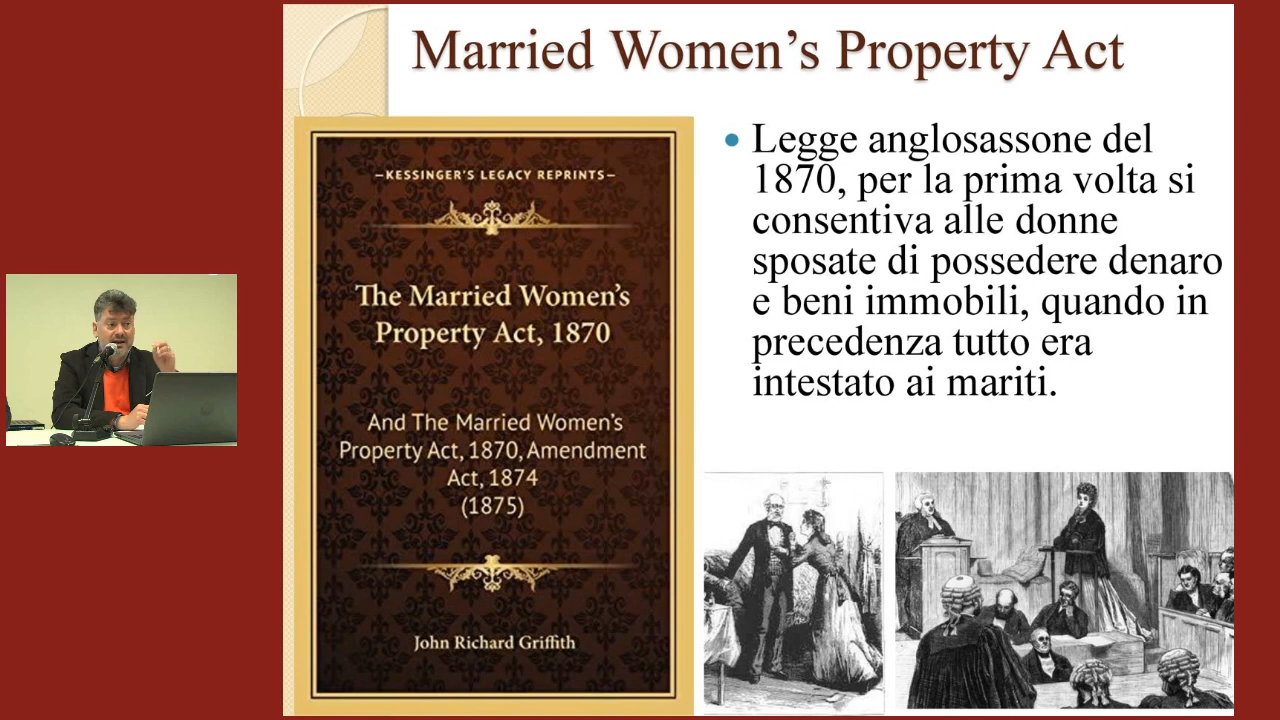 Married Women's Property Act
–KESSINGER'S LEGACY REPRINTS–
The Married Women's
Property Act, 1870
And The Married Women's
Property Act, 1870, Amendment
Act, 1874
(1875)
John Richard Griffith
• Legge anglosassone del
1870, per la prima volta si
consentiva alle donne
sposate di possedere denaro
e beni immobili, quando in
precedenza tutto era
intestato ai mariti.